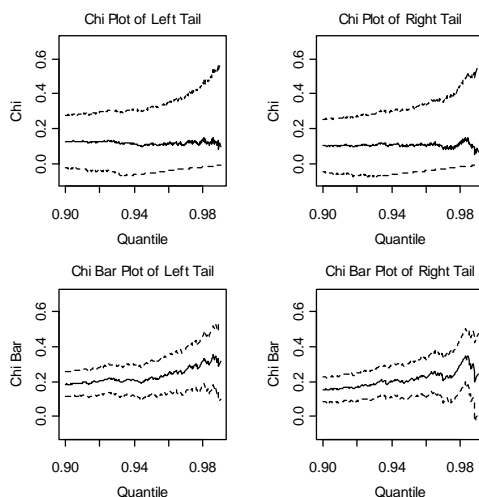 Chi Plot of Left Tail
Chi
0.0 0.2 0.4 0.6
0.90 0.94 0.98
Quantile
Chi Plot of Right Tail
Chi
0.0 0.2 0.4 0.6
0.90 0.94 0.98
Quantile
Chi Bar Plot of Left Tail
Chi Bar
0.0 0.2 0.4 0.6
0.90 0.94 0.98
Quantile
Chi Bar Plot of Right Tail
Chi Bar
0.0 0.2 0.4 0.6
0.90 0.94 0.98
Quantile